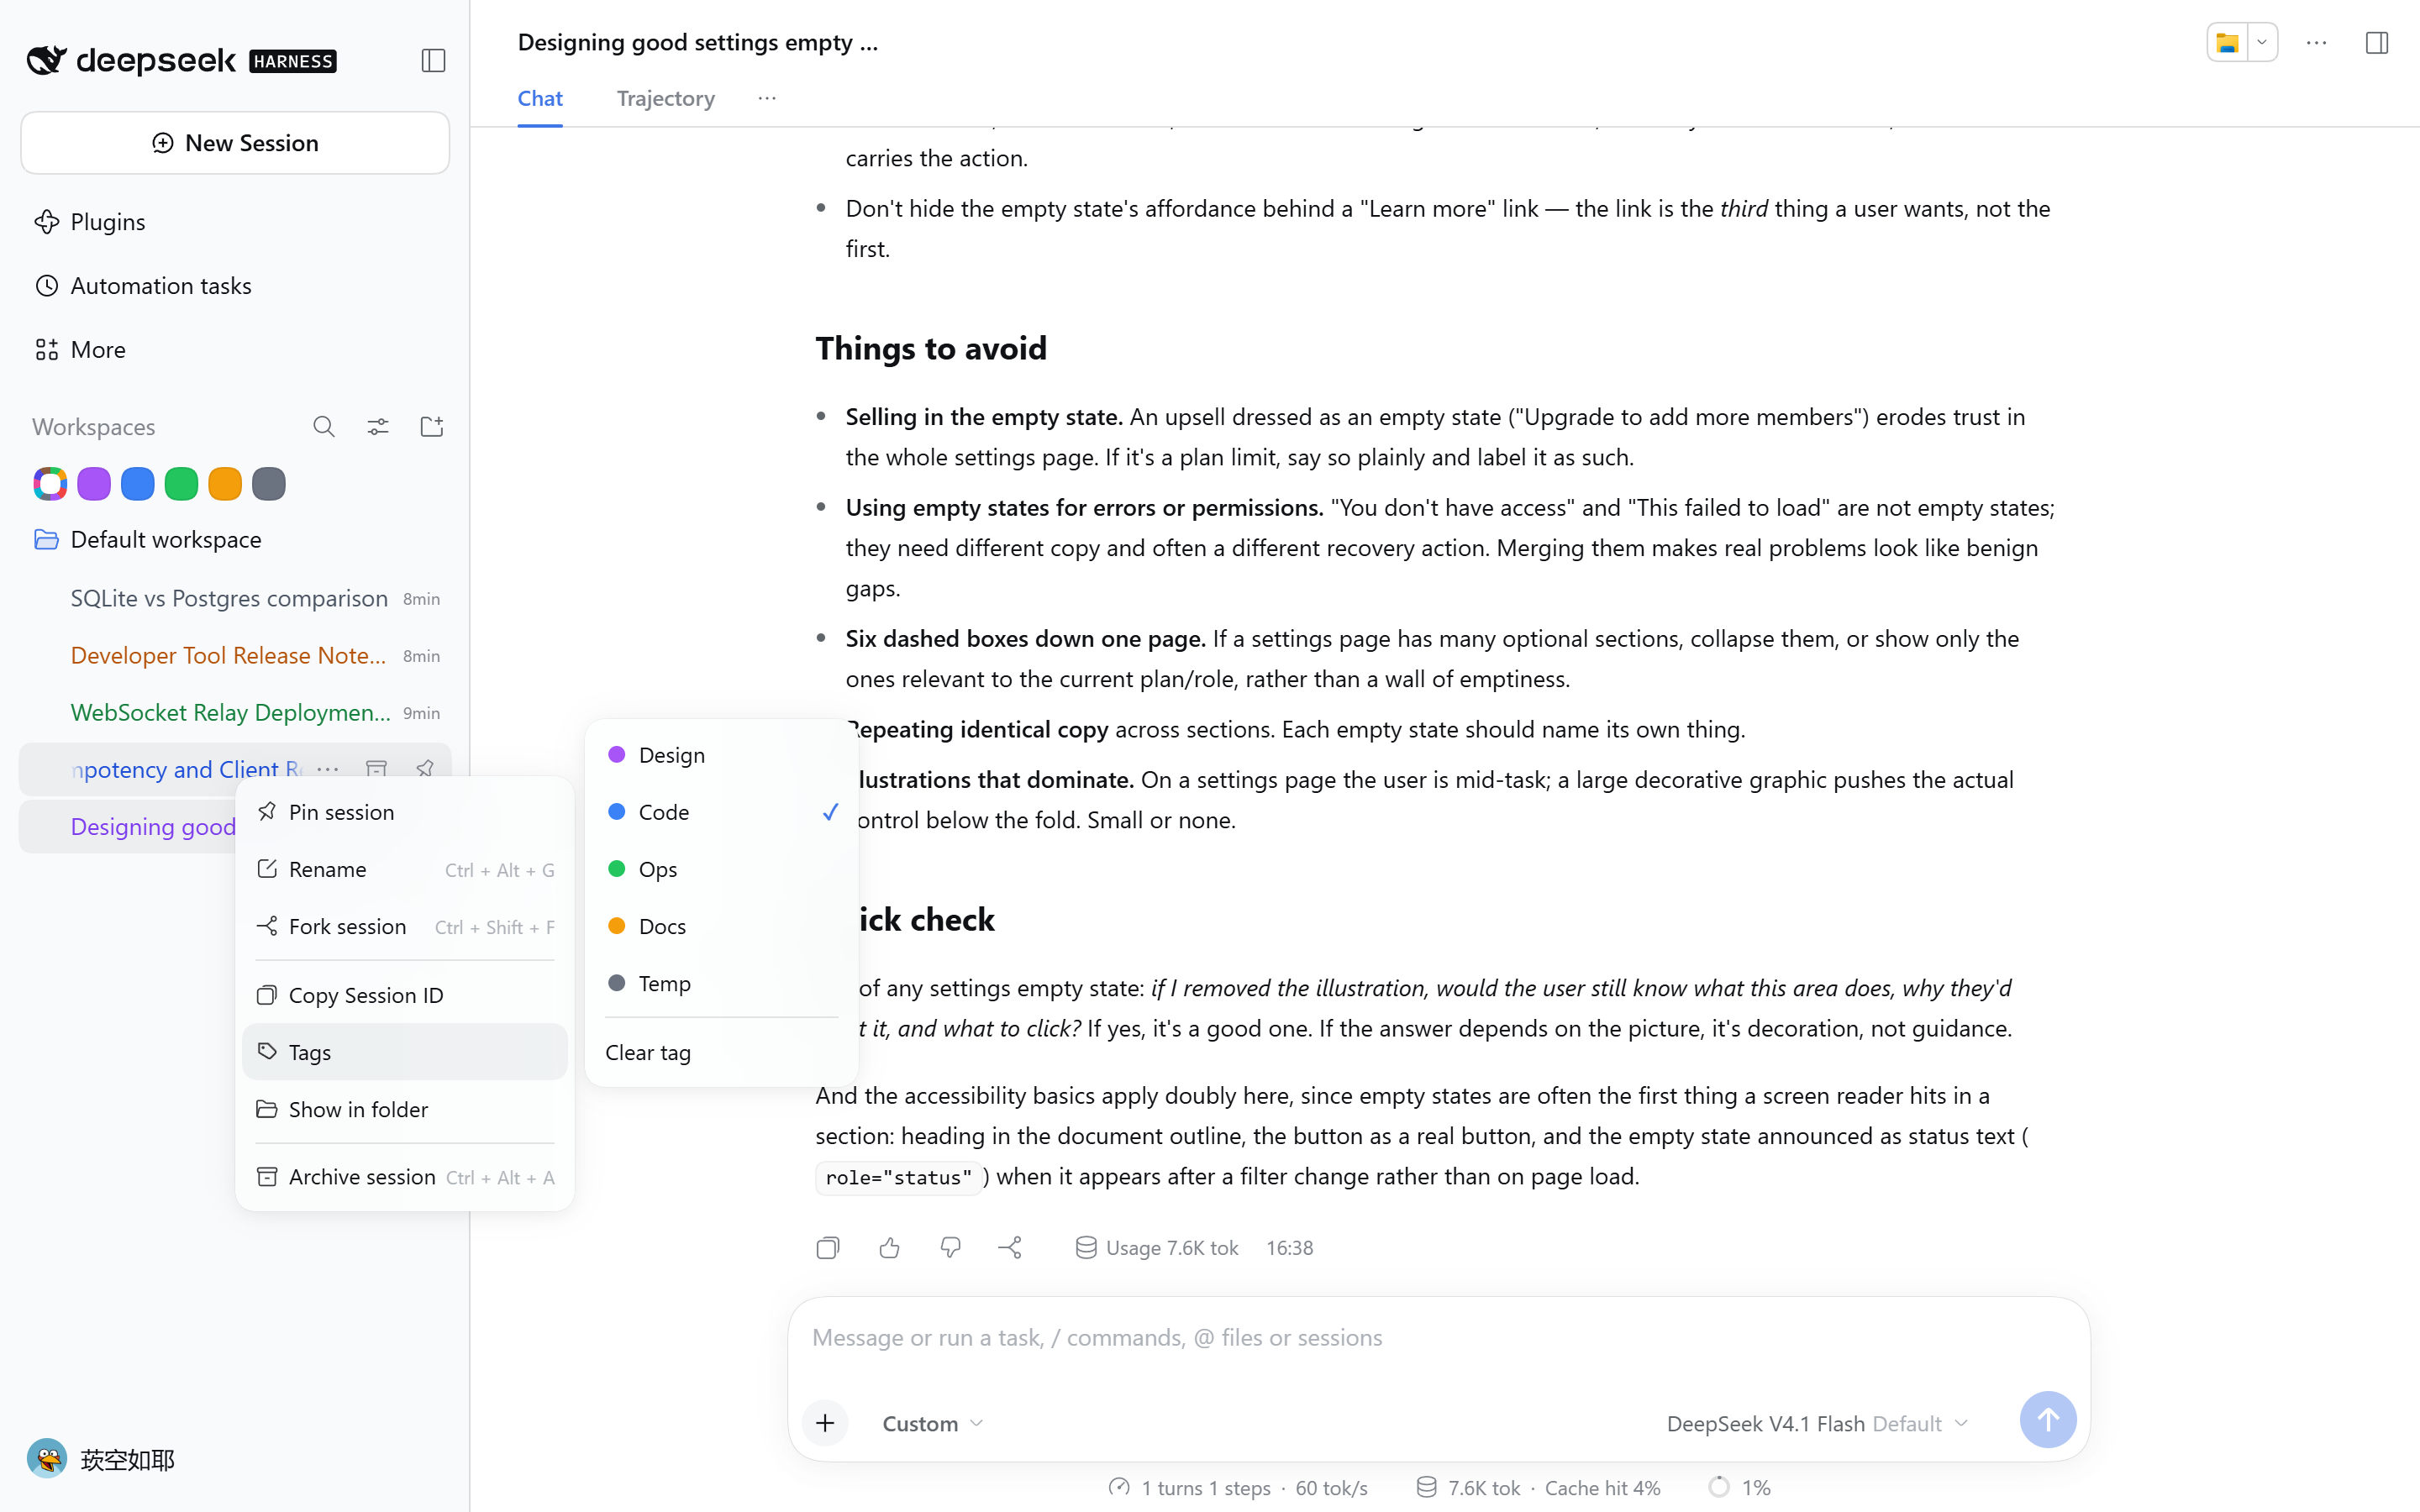 deepseek HARNESS
New Session
Plugins
Automation tasks
More
Workspaces
Default workspace
SQLite vs Postgres comparison 8min
Developer Tool Release Note... 8min
WebSocket Relay Deploymen... 9min
and Client
Designing good
Pin session
Rename Ctrl + Alt + G
Fork session Ctrl + Shift + F
Copy Session ID
Tags
Show in folder
Archive session Ctrl + Alt + A
Design
Code
Ops
Docs
Temp
Clear tag
莰空如耶
Designing good settings empty ...
Chat Trajectory
carries the action.
Don't hide the empty state's affordance behind a "Learn more" link — the link is the third thing a user wants, not the
first.
Things to avoid
Selling in the empty state. An upsell dressed as an empty state ("Upgrade to add more members") erodes trust in
the whole settings page. If it's a plan limit, say so plainly and label it as such.
Using empty states for errors or permissions. "You don't have access" and "This failed to load" are not empty states;
they need different copy and often a different recovery action. Merging them makes real problems look like benign
gaps.
Six dashed boxes down one page. If a settings page has many optional sections, collapse them, or show only the
ones relevant to the current plan/role, rather than a wall of emptiness.
Repeating identical copy across sections. Each empty state should name its own thing.
lustrations that dominate. On a settings page the user is mid-task; a large decorative graphic pushes the actual
ontrol below the fold. Small or none.
ick check
of any settings empty state: if I removed the illustration, would the user still know what this area does, why they'd
t it, and what to click? If yes, it's a good one. If the answer depends on the picture, it's decoration, not guidance.
And the accessibility basics apply doubly here, since empty states are often the first thing a screen reader hits in a
section: heading in the document outline, the button as a real button, and the empty state announced as status text (
role="status" ) when it appears after a filter change rather than on page load.
Usage 7.6K tok 16:38
Message or run a task, / commands, @ files or sessions
Custom
DeepSeek V4.1 Flash Default
1 turns 1 steps · 60 tok/s 7.6K tok · Cache hit 4% 1%